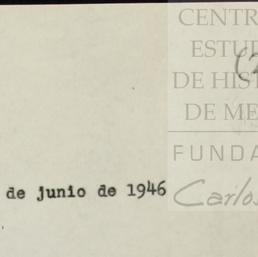 CENTR
ESTU
DE HIS
DE ME
FUNDA
Carlos
de junio de 1946